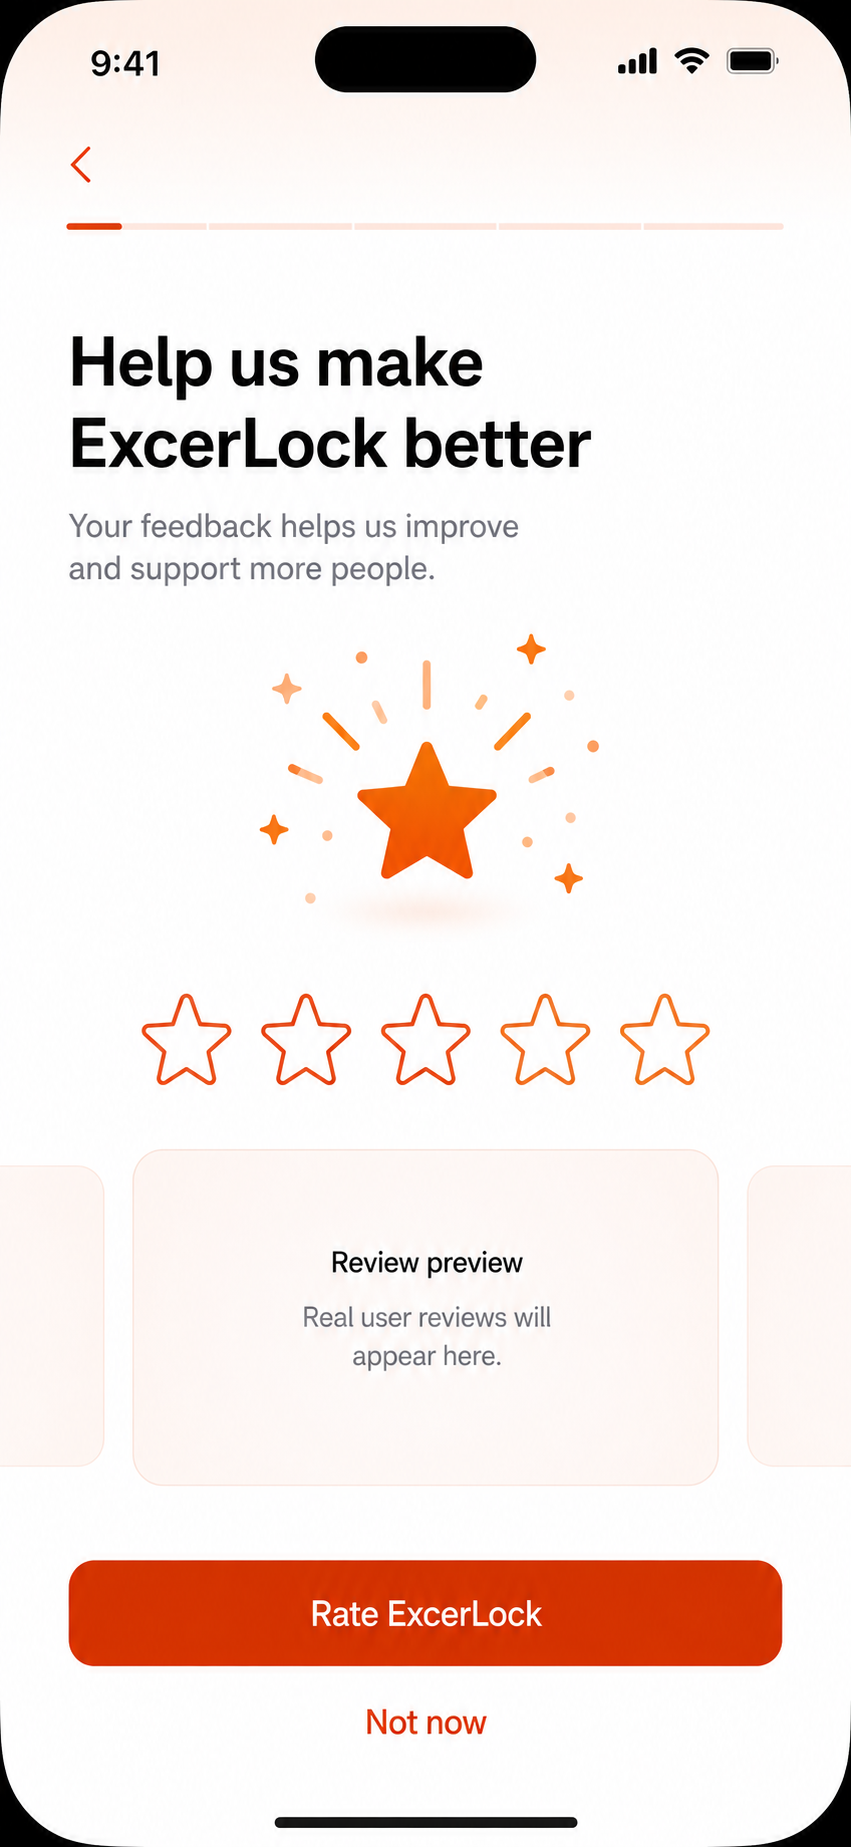 9:41
Help us make
ExcerLock better
Your feedback helps us improve
and support more people.
Review preview
Real user reviews will
appear here.
Rate ExcerLock
Not now